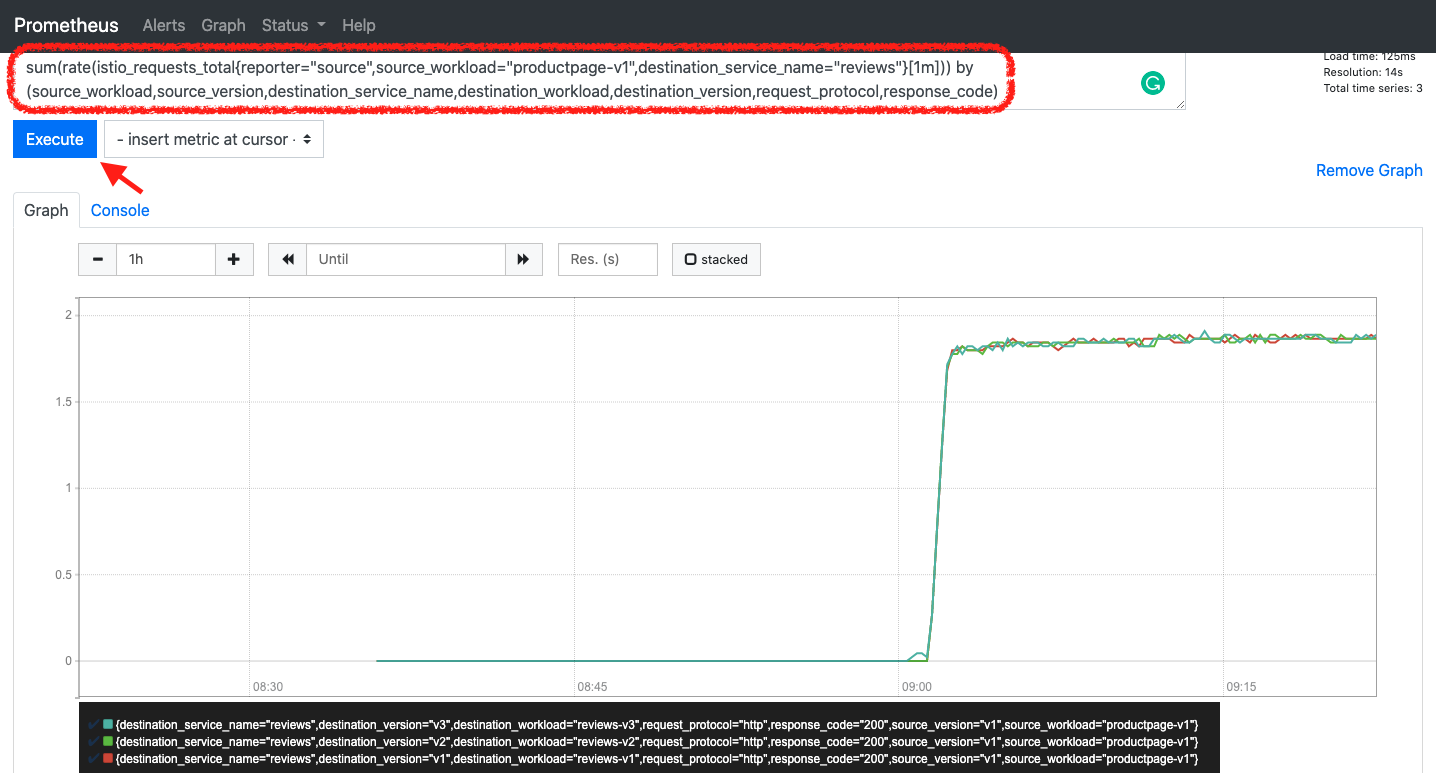 Prometheus Alerts Graph Status Help
sum(rate(istio_requests_total{reporter="source",source_workload="productpage-v1",destination_service_name="reviews"}[1m])) by
(source_workload,source_version,destination_service_name,destination_workload,destination_version,request_protocol,response_code)
Load time: 125ms
Resolution: 14s
Total time series: 3
Execute - insert metric at cursor -
Remove Graph
Graph Console
1h Until Res. (s) stacked
2
1.5
1
0.5
0
08:30 08:45 09:00 09:15
{destination_service_name="reviews",destination_version="v3",destination_workload="reviews-v3",request_protocol="http",response_code="200",source_version="v1",source_workload="productpage-v1"}
{destination_service_name="reviews",destination_version="v2",destination_workload="reviews-v2",request_protocol="http",response_code="200",source_version="v1",source_workload="productpage-v1"}
{destination_service_name="reviews",destination_version="v1",destination_workload="reviews-v1",request_protocol="http",response_code="200",source_version="v1",source_workload="productpage-v1"}